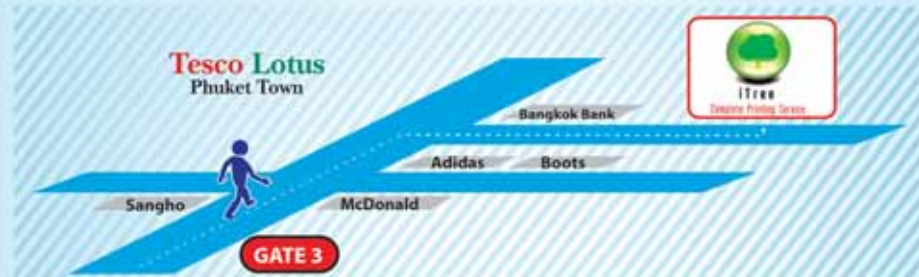 Tesco Lotus
Phuket Town
iTree
Complete Printing Service
Bangkok Bank
Adidas
Boots
Sangho
McDonald
GATE 3